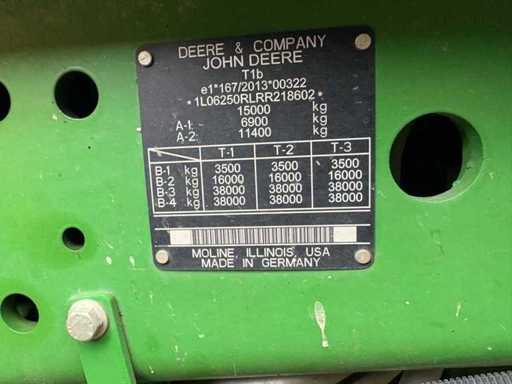 DEERE & COMPANY
JOHN DEERE
T1b
e1*167/2013*00322
*1L06250RLRR218602*
15000 kg
A-1: 6900 kg
A-2: 11400 kg
T-1 T-2 T-3
B-1 kg 3500 3500 3500
B-2 kg 16000 16000 16000
B-3 kg 38000 38000 38000
B-4 kg 38000 38000 38000
MOLINE, ILLINOIS, USA
MADE IN GERMANY